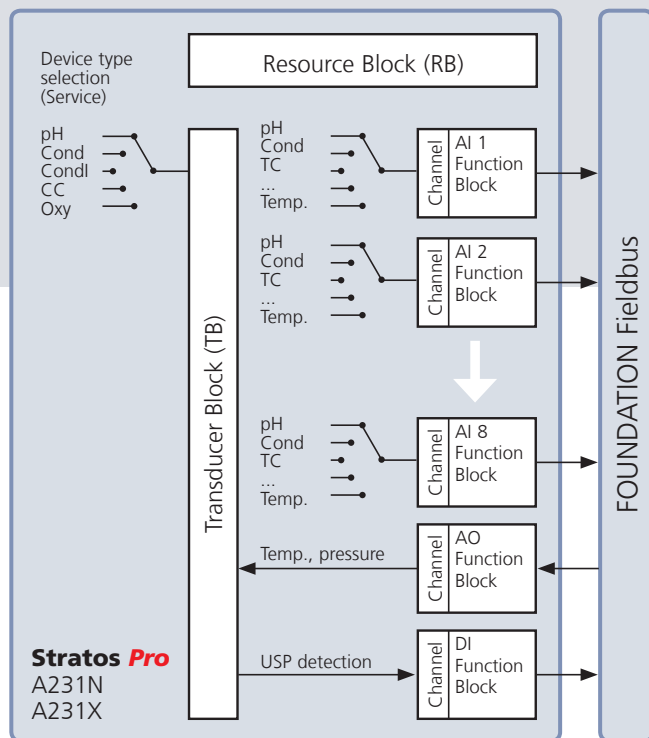 Device type
selection
(Service)
Resource Block (RB)
pH
Cond
CondI
CC
Oxy
Transducer Block (TB)
pH
Cond
TC
...
Temp.
Channel
AI 1
Function
Block
pH
Cond
TC
...
Temp.
Channel
AI 2
Function
Block
pH
Cond
TC
...
Temp.
Channel
AI 8
Function
Block
Temp., pressure
Channel
AO
Function
Block
USP detection
Channel
DI
Function
Block
FOUNDATION Fieldbus
Stratos Pro
A231N
A231X